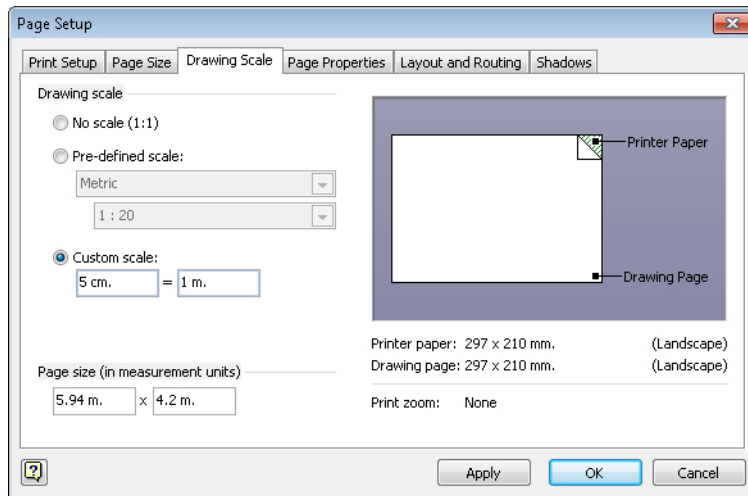 Page Setup
Print Setup Page Size Drawing Scale Page Properties Layout and Routing Shadows
Drawing scale
No scale (1:1)
Pre-defined scale:
Metric
1 : 20
Custom scale:
5 cm. = 1 m.
Page size (in measurement units)
5.94 m. x 4.2 m.
Printer Paper
Drawing Page
Printer paper: 297 x 210 mm. (Landscape)
Drawing page: 297 x 210 mm. (Landscape)
Print zoom: None
?
Apply OK Cancel